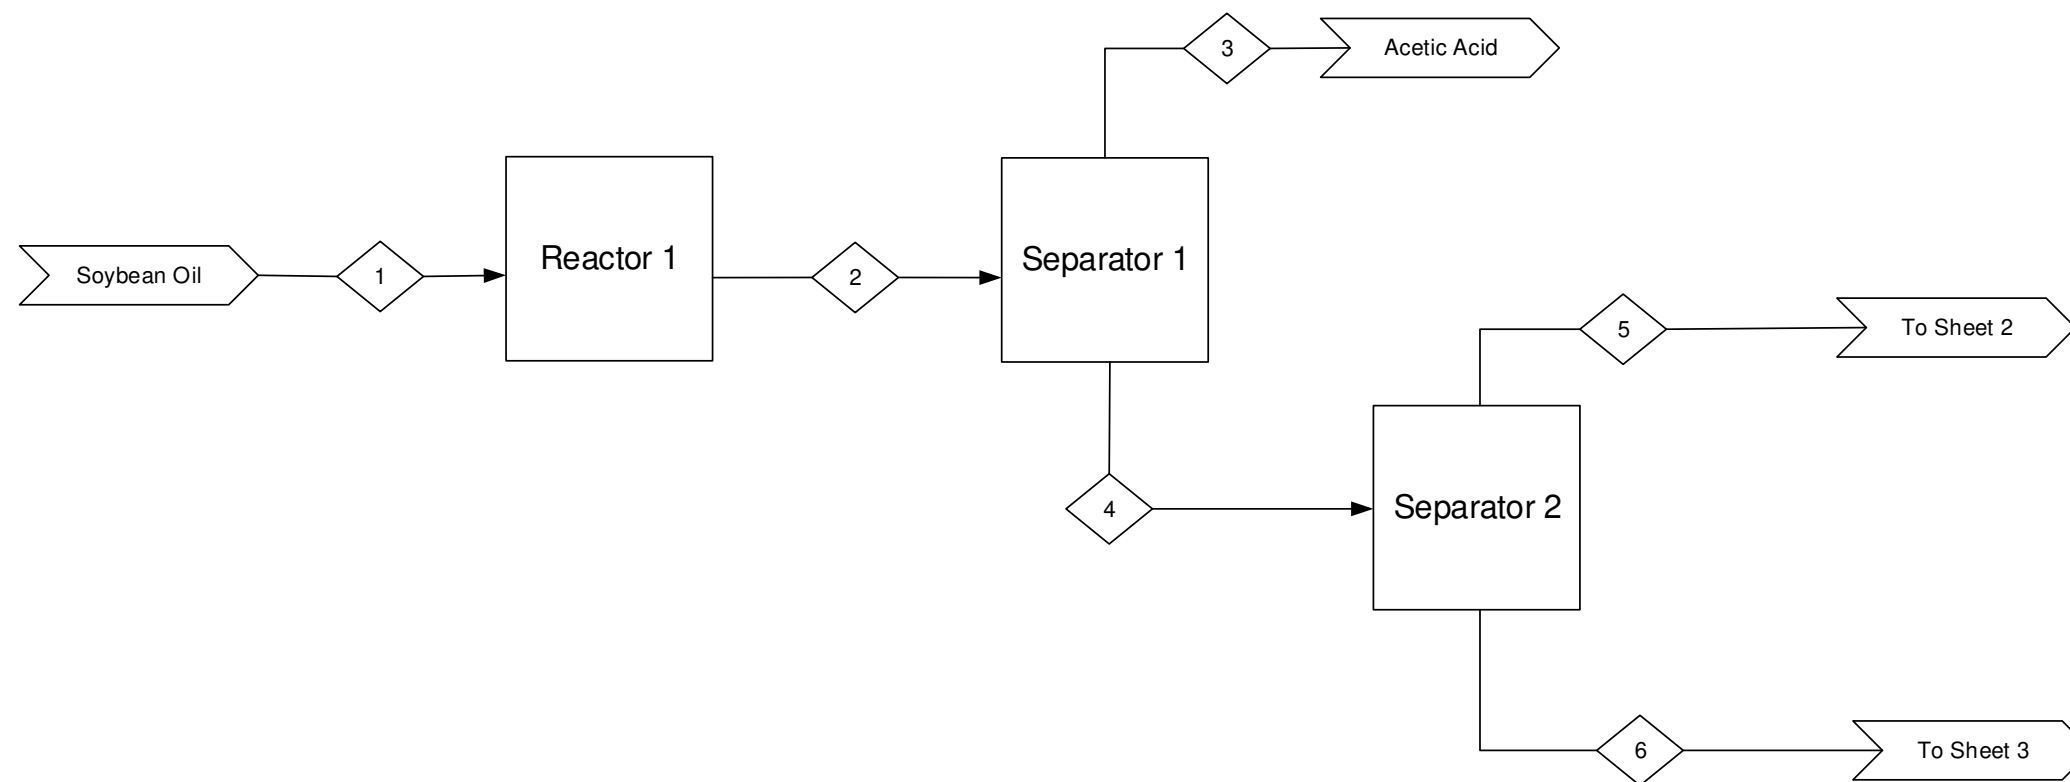 3
Acetic Acid
Soybean Oil
1
Reactor 1
2
Separator 1
5
To Sheet 2
4
Separator 2
6
To Sheet 3